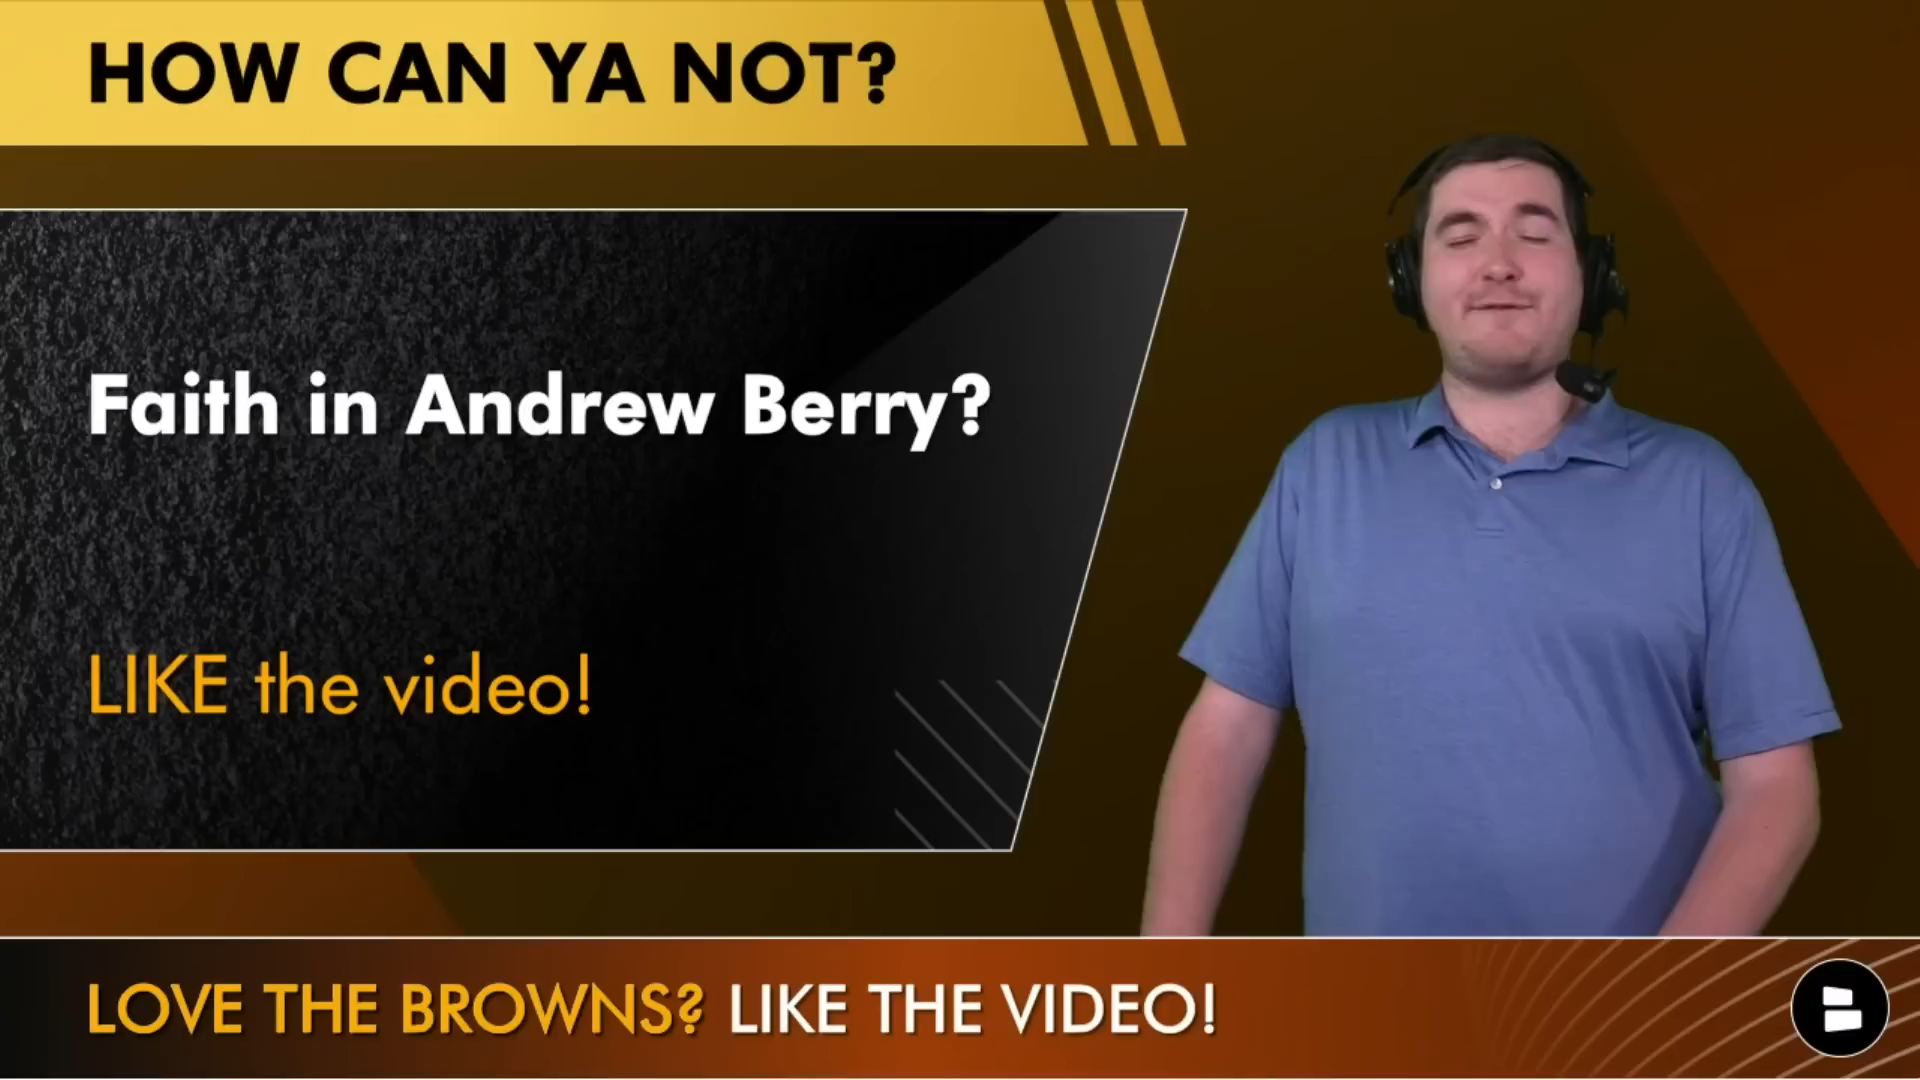 HOW CAN YA NOT?
Faith in Andrew Berry?
LIKE the video!
LOVE THE BROWNS? LIKE THE VIDEO!